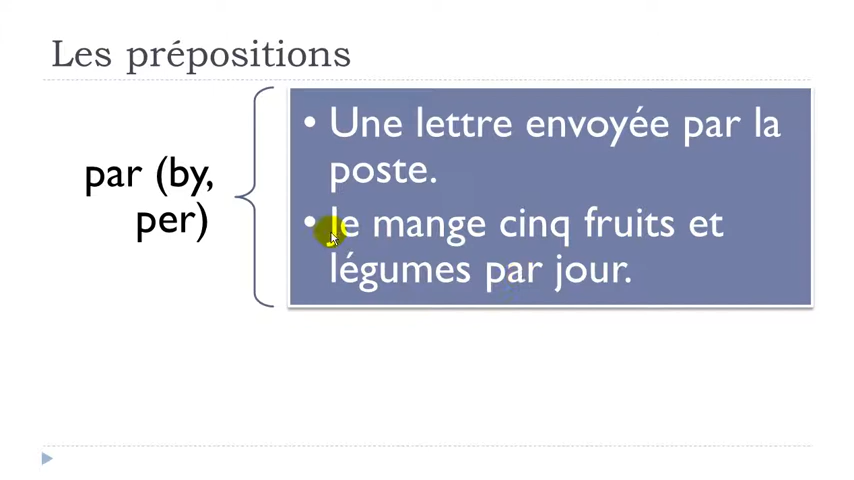 Les prépositions
par (by,
per)
• Une lettre envoyée par la
poste.
• Je mange cinq fruits et
légumes par jour.